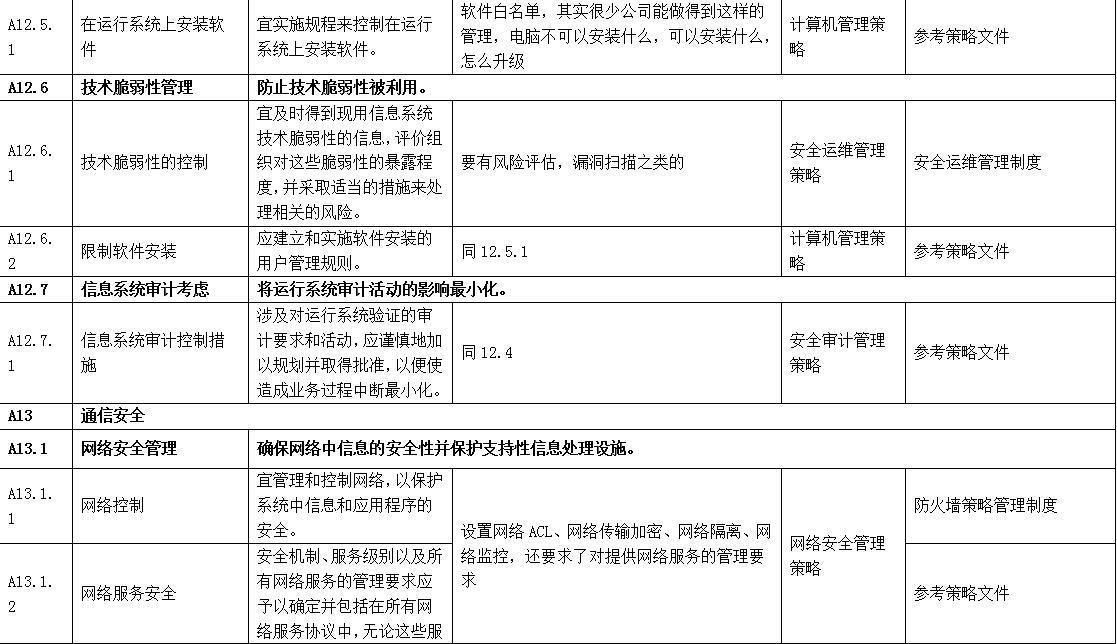 A12.5.1
在运行系统上安装软件
宜实施规程来控制在运行系统上安装软件。
软件白名单，其实很少公司能做得到这样的管理，电脑不可以安装什么，可以安装什么，怎么升级
计算机管理策略
参考策略文件
A12.6
技术脆弱性管理
防止技术脆弱性被利用。
A12.6.1
技术脆弱性的控制
宜及时得到现用信息系统技术脆弱性的信息，评价组织对这些脆弱性的暴露程度，并采取适当的措施来处理相关的风险。
要有风险评估，漏洞扫描之类的
安全运维管理策略
安全运维管理制度
A12.6.2
限制软件安装
应建立和实施软件安装的用户管理规则。
同12.5.1
计算机管理策略
参考策略文件
A12.7
信息系统审计考虑
将运行系统审计活动的影响最小化。
A12.7.1
信息系统审计控制措施
涉及对运行系统验证的审计要求和活动，应谨慎地加以规划并取得批准，以便使造成业务过程中断最小化。
同12.4
安全审计管理策略
参考策略文件
A13
通信安全
A13.1
网络安全管理
确保网络中信息的安全性并保护支持性信息处理设施。
A13.1.1
网络控制
宜管理和控制网络，以保护系统中信息和应用程序的安全。
设置网络ACL、网络传输加密、网络隔离、网络监控，还要求了对提供网络服务的管理要求
网络安全管理策略
防火墙策略管理制度
A13.1.2
网络服务安全
安全机制、服务级别以及所有网络服务的管理要求应予以确定并包括在所有网络服务协议中，无论这些服
参考策略文件